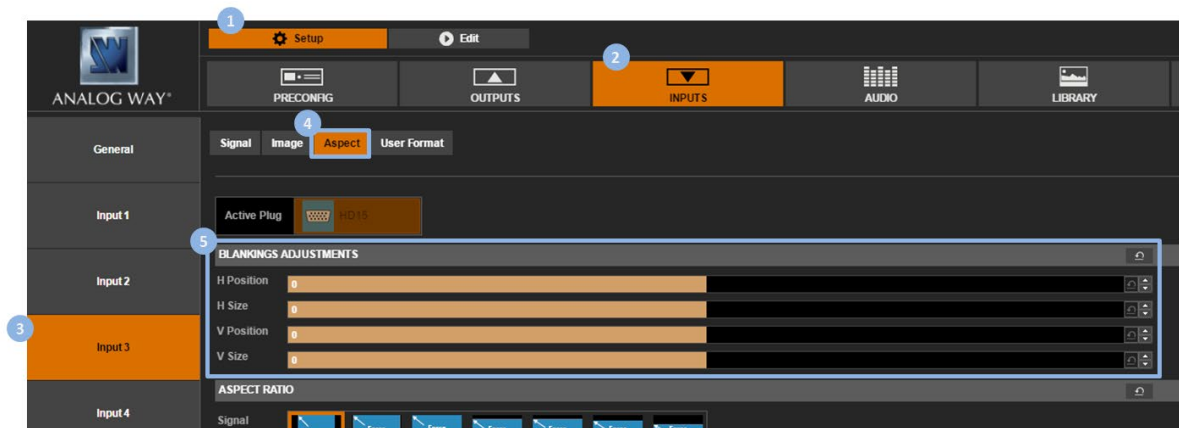 1
Setup
Edit
2
ANALOG WAY®
PRECONFIG
OUTPUTS
INPUTS
AUDIO
LIBRARY
4
General
Signal
Image
Aspect
User Format
Input 1
Active Plug
HD15
5
BLANKINGS ADJUSTMENTS
Input 2
H Position
0
H Size
0
3
Input 3
V Position
0
V Size
0
ASPECT RATIO
Input 4
Signal